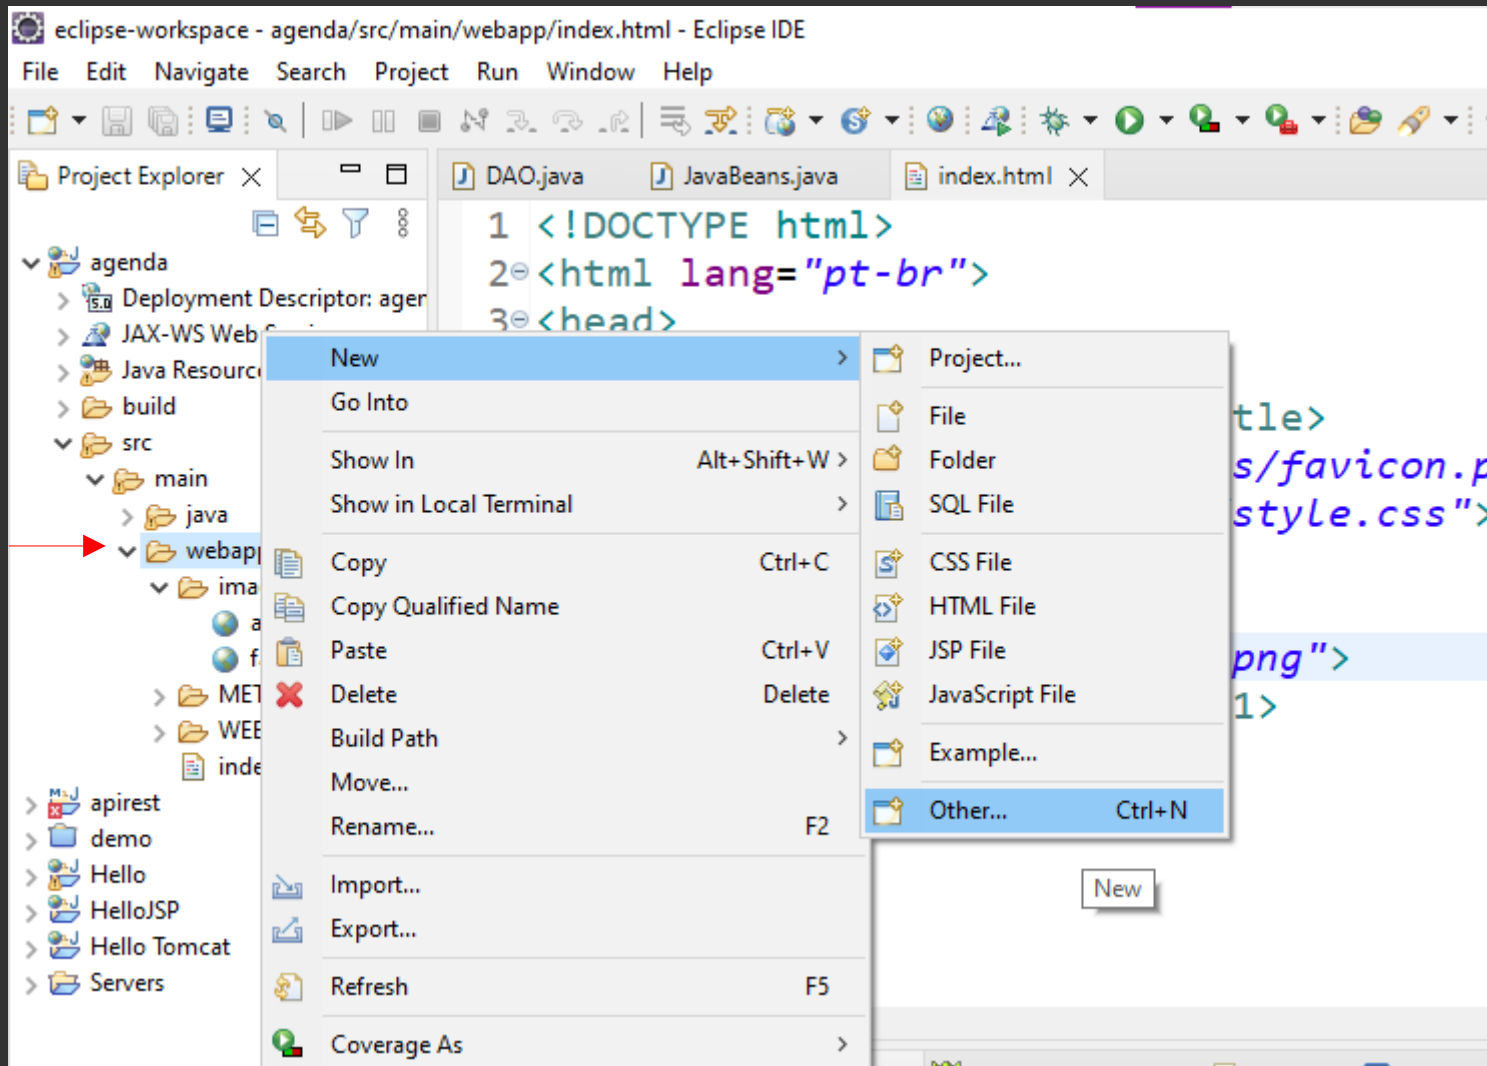 eclipse-workspace - agenda/src/main/webapp/index.html - Eclipse IDE
File Edit Navigate Search Project Run Window Help
Project Explorer
DAO.java JavaBeans.java index.html
1 <!DOCTYPE html>
2 <html lang="pt-br">
3 <head>
tle>
s/favicon.p
style.css">
png">
1>
agenda
5.0 Deployment Descriptor: agen
JAX-WS Web
Java Resourc
build
src
main
java
webapp
ima
a
f
MET
WEB
inde
apirest
demo
Hello
HelloJSP
Hello Tomcat
Servers
New
Go Into
Show In Alt+Shift+W
Show in Local Terminal
Copy Ctrl+C
Copy Qualified Name
Paste Ctrl+V
Delete Delete
Build Path
Move...
Rename... F2
Import...
Export...
Refresh F5
Coverage As
Project...
File
Folder
SQL File
CSS File
HTML File
JSP File
JavaScript File
Example...
Other... Ctrl+N
New